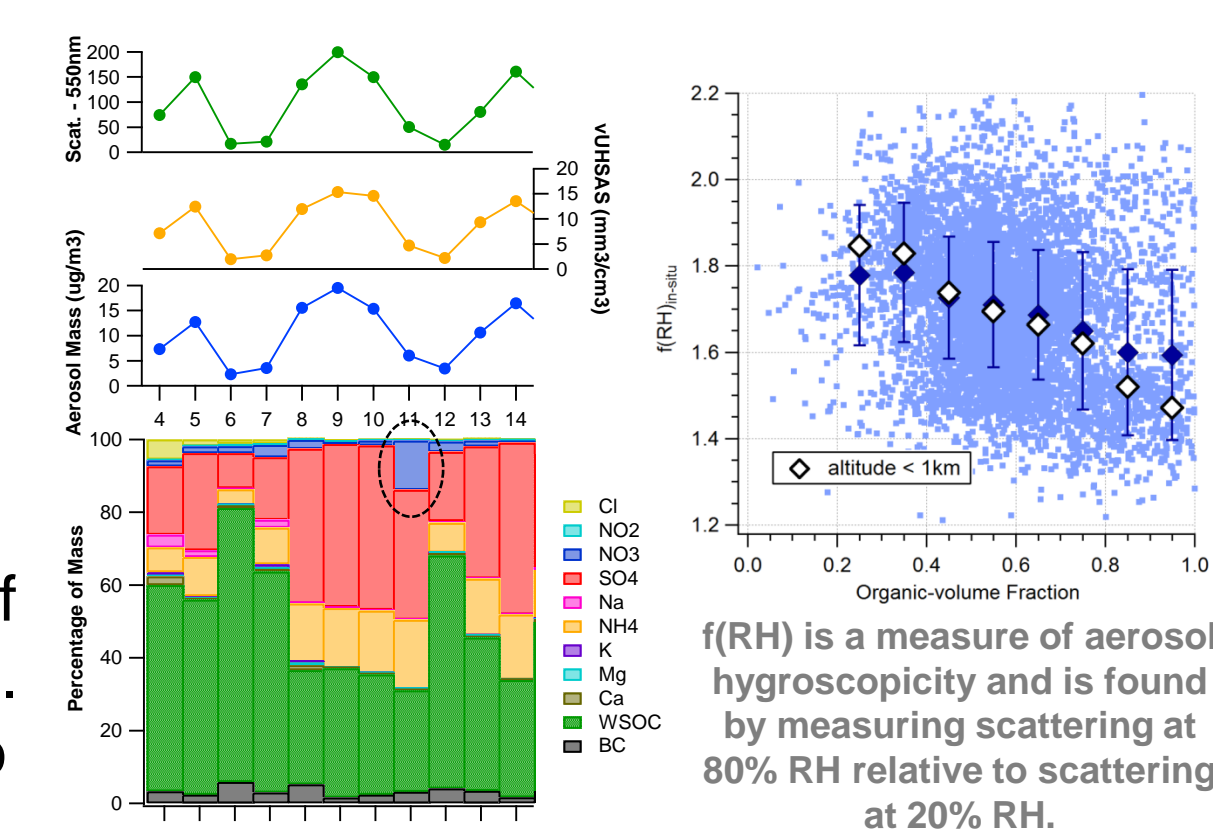 Scat. - 550nm
200
150
100
50
0
vUHSAS (mm3/cm3)
20
15
10
5
0
Aerosol Mass (ug/m3)
20
15
10
5
0
4 5 6 7 8 9 10 11 12 13 14
Percentage of Mass
100
80
60
40
20
0
Cl
NO2
NO3
SO4
Na
NH4
K
Mg
Ca
WSOC
BC
f(RH)in-situ
2.2
2.0
1.8
1.6
1.4
1.2
altitude < 1km
0.0 0.2 0.4 0.6 0.8 1.0
Organic-volume Fraction
f(RH) is a measure of aerosol
hygroscopicity and is found
by measuring scattering at
80% RH relative to scattering
at 20% RH.